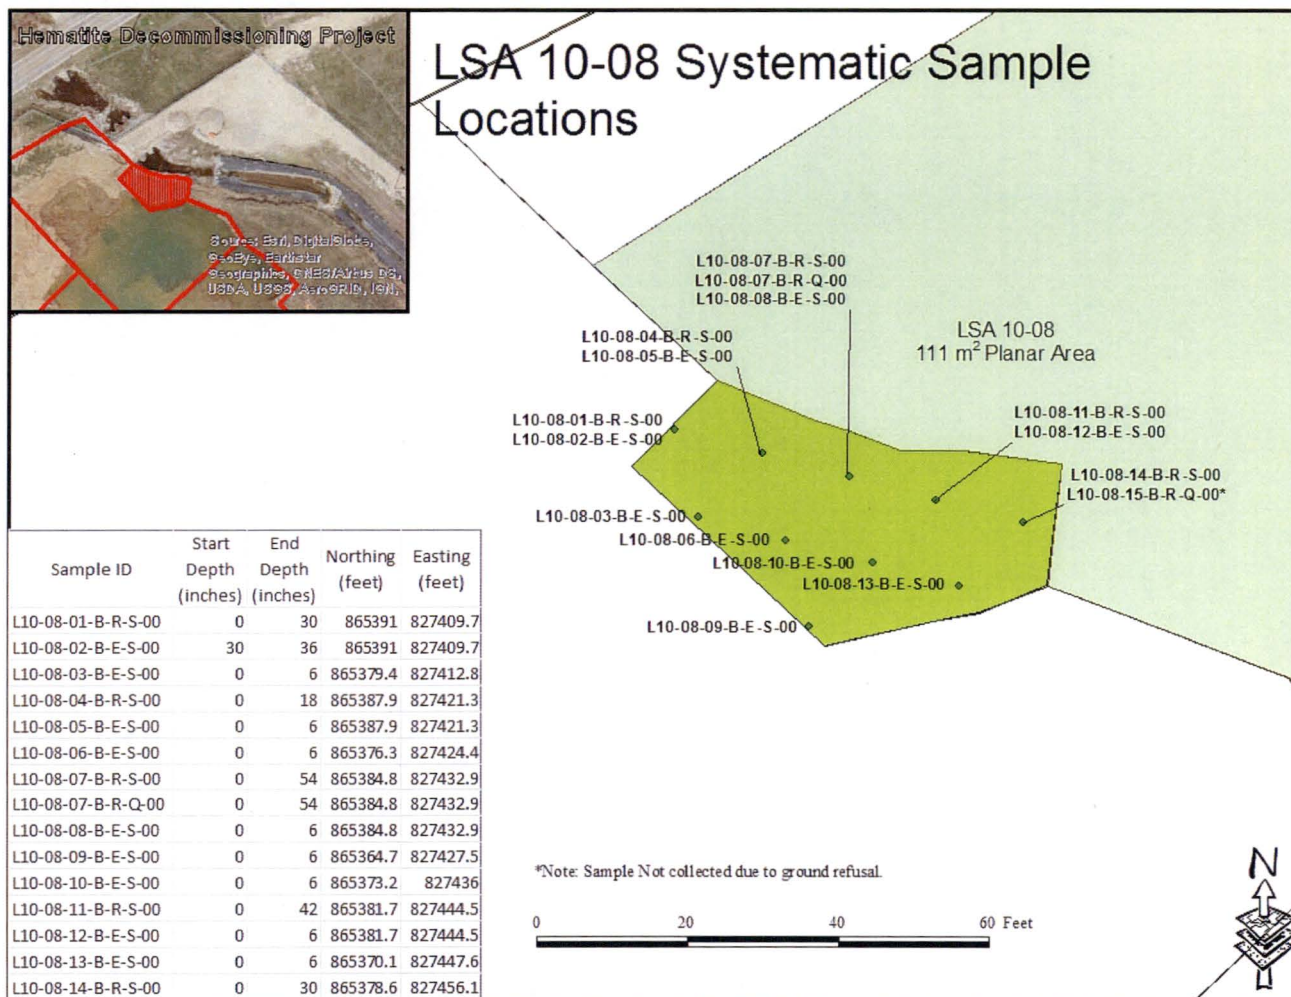 Hematite Decommissioning Project
Source: Esri, DigitalGlobe,
GeoEye, Earthstar
Geographics, CNES/Airbus DS,
USDA, USGS, AeroGRID, IGN,
LSA 10-08 Systematic Sample
Locations
L10-08-07-B-R-S-00
L10-08-07-B-R-Q-00
L10-08-08-B-E-S-00
L10-08-04-B-R-S-00
L10-08-05-B-E-S-00
LSA 10-08
111 m² Planar Area
L10-08-01-B-R-S-00
L10-08-02-B-E-S-00
L10-08-11-B-R-S-00
L10-08-12-B-E-S-00
L10-08-14-B-R-S-00
L10-08-15-B-R-Q-00*
L10-08-03-B-E-S-00
L10-08-06-B-E-S-00
L10-08-10-B-E-S-00
L10-08-13-B-E-S-00
L10-08-09-B-E-S-00
Sample ID Start Depth (inches) End Depth (inches) Northing (feet) Easting (feet)
L10-08-01-B-R-S-00 0 30 865391 827409.7
L10-08-02-B-E-S-00 30 36 865391 827409.7
L10-08-03-B-E-S-00 0 6 865379.4 827412.8
L10-08-04-B-R-S-00 0 18 865387.9 827421.3
L10-08-05-B-E-S-00 0 6 865387.9 827421.3
L10-08-06-B-E-S-00 0 6 865376.3 827424.4
L10-08-07-B-R-S-00 0 54 865384.8 827432.9
L10-08-07-B-R-Q-00 0 54 865384.8 827432.9
L10-08-08-B-E-S-00 0 6 865384.8 827432.9
L10-08-09-B-E-S-00 0 6 865364.7 827427.5
L10-08-10-B-E-S-00 0 6 865373.2 827436
L10-08-11-B-R-S-00 0 42 865381.7 827444.5
L10-08-12-B-E-S-00 0 6 865381.7 827444.5
L10-08-13-B-E-S-00 0 6 865370.1 827447.6
L10-08-14-B-R-S-00 0 30 865378.6 827456.1
*Note: Sample Not collected due to ground refusal.
0 20 40 60 Feet
N